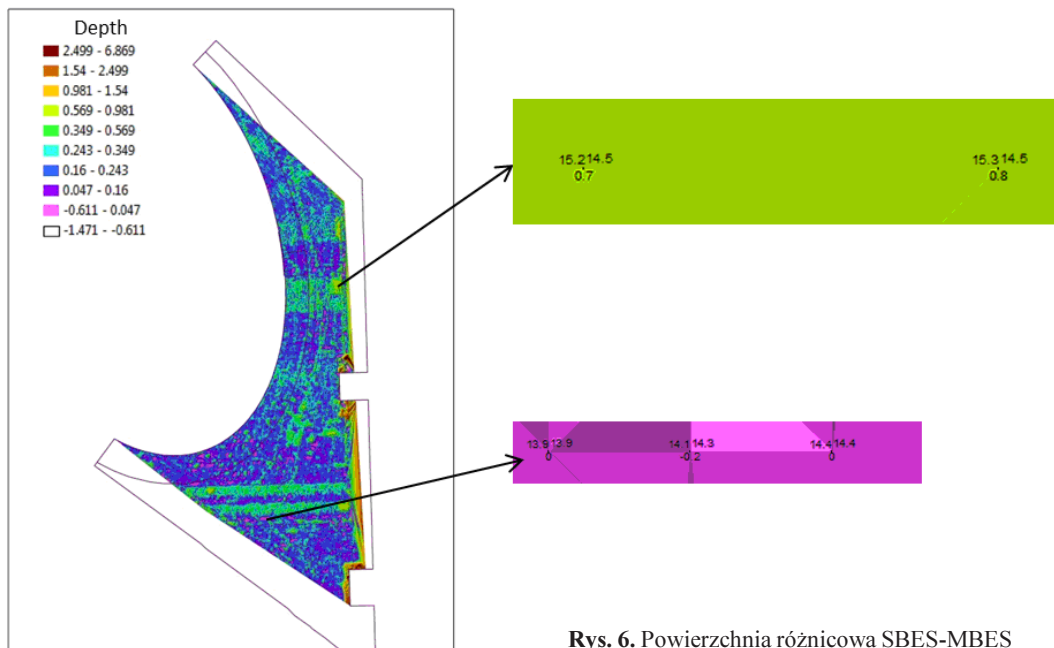 Depth
2.499 - 6.869
1.54 - 2.499
0.981 - 1.54
0.569 - 0.981
0.349 - 0.569
0.243 - 0.349
0.16 - 0.243
0.047 - 0.16
-0.611 - 0.047
-1.471 - -0.611
15.2 14.5 15.3 14.5
0.7 0.8
13.9 13.9 14.1 14.3 14.4 14.4
0 -0.2 0
Rys. 6. Powierzchnia różnicowa SBES-MBES